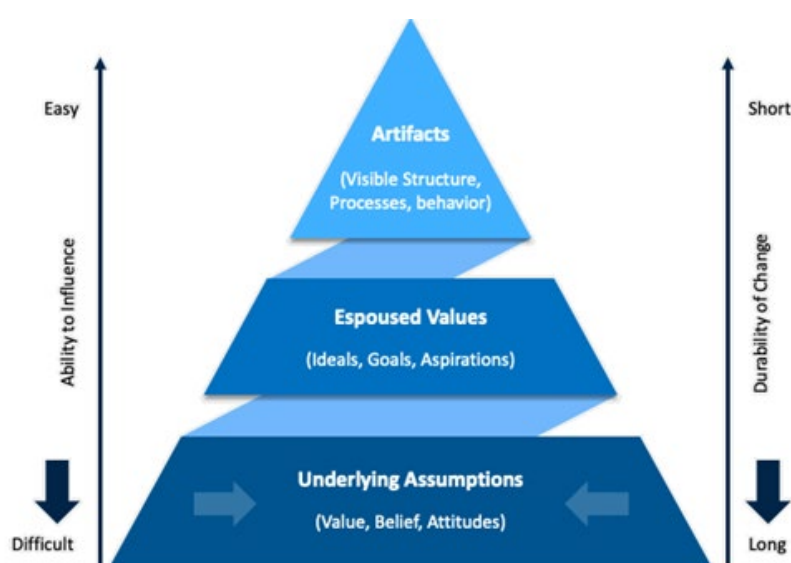 Easy
Short
Artifacts
(Visible Structure,
Processes, behavior)
Ability to Influence
Durability of Change
Espoused Values
(Ideals, Goals, Aspirations)
Underlying Assumptions
(Value, Belief, Attitudes)
Difficult
Long